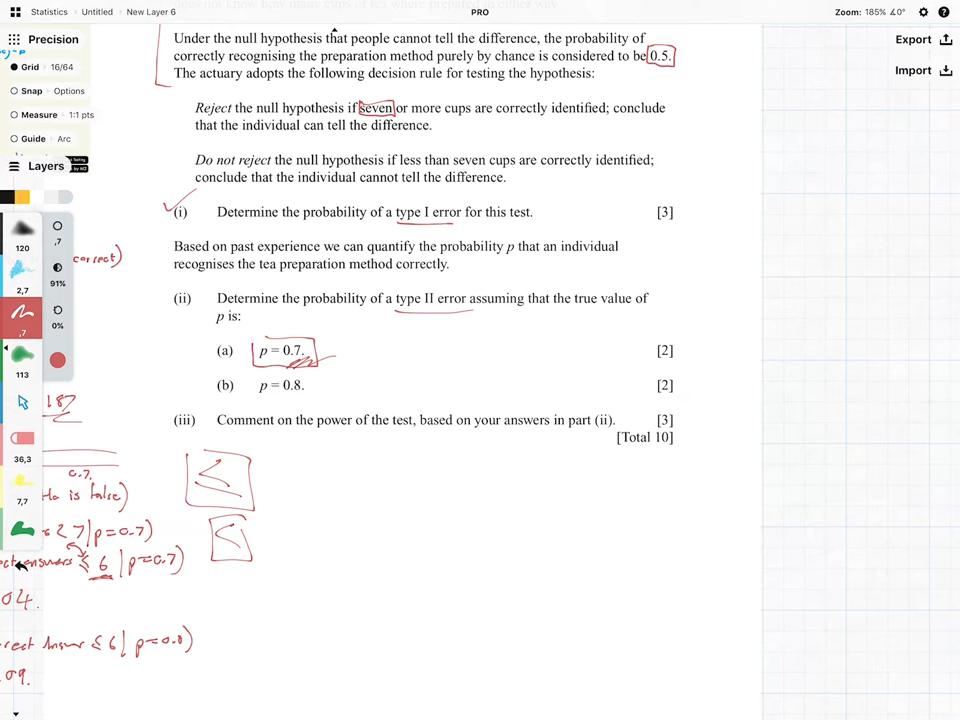 Statistics Untitled New Layer 6 PRO Zoom: 185% ∡0°
Precision
Export
Grid 16/64
Import
Snap Options
Measure 1:1 pts
Guide Arc
Layers
120
2,7
,7
113
36,3
7,7
,7
91%
0%
Under the null hypothesis that people cannot tell the difference, the probability of
correctly recognising the preparation method purely by chance is considered to be 0.5.
The actuary adopts the following decision rule for testing the hypothesis:
Reject the null hypothesis if seven or more cups are correctly identified; conclude
that the individual can tell the difference.
Do not reject the null hypothesis if less than seven cups are correctly identified;
conclude that the individual cannot tell the difference.
(i) Determine the probability of a type I error for this test. [3]
Based on past experience we can quantify the probability p that an individual
recognises the tea preparation method correctly.
(ii) Determine the probability of a type II error assuming that the true value of
p is:
(a) p = 0.7. [2]
(b) p = 0.8. [2]
(iii) Comment on the power of the test, based on your answers in part (ii). [3]
[Total 10]
correct)
187
0.7.
Ho is false)
< 7 | p=0.7)
answers ≤ 6 | p=0.7)
04.
rect Answer ≤ 6 | p=0.8)
09.
≤
<